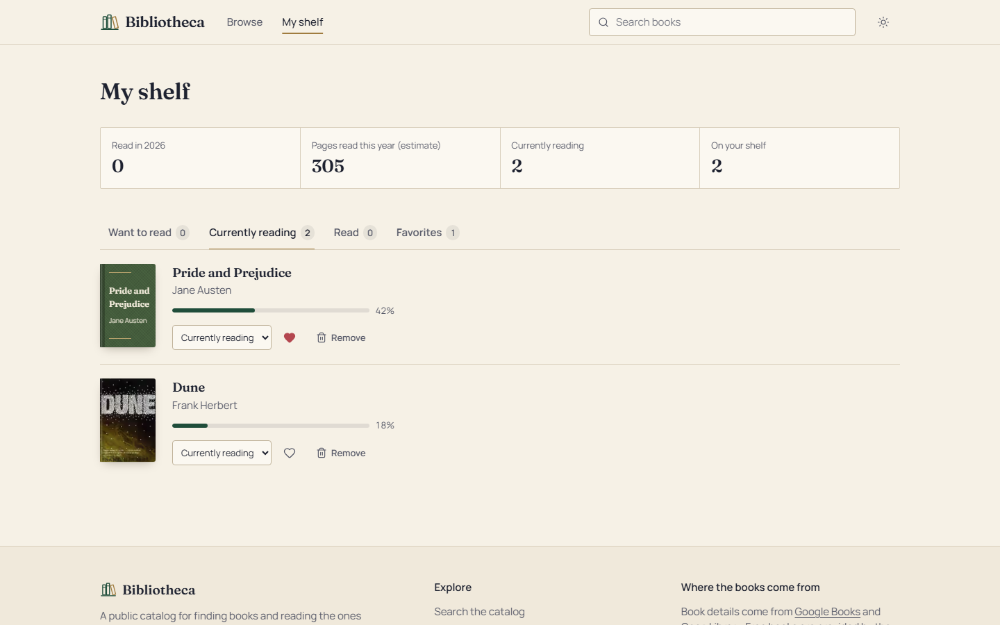 Bibliotheca
Browse
My shelf
Search books
My shelf
Read in 2026
0
Pages read this year (estimate)
305
Currently reading
2
On your shelf
2
Want to read 0
Currently reading 2
Read 0
Favorites 1
Pride and
Prejudice
Jane Austen
Pride and Prejudice
Jane Austen
42%
Currently reading
Remove
DUNE
Dune
Frank Herbert
18%
Currently reading
Remove
Bibliotheca
A public catalog for finding books and reading the ones
Explore
Search the catalog
Where the books come from
Book details come from Google Books and